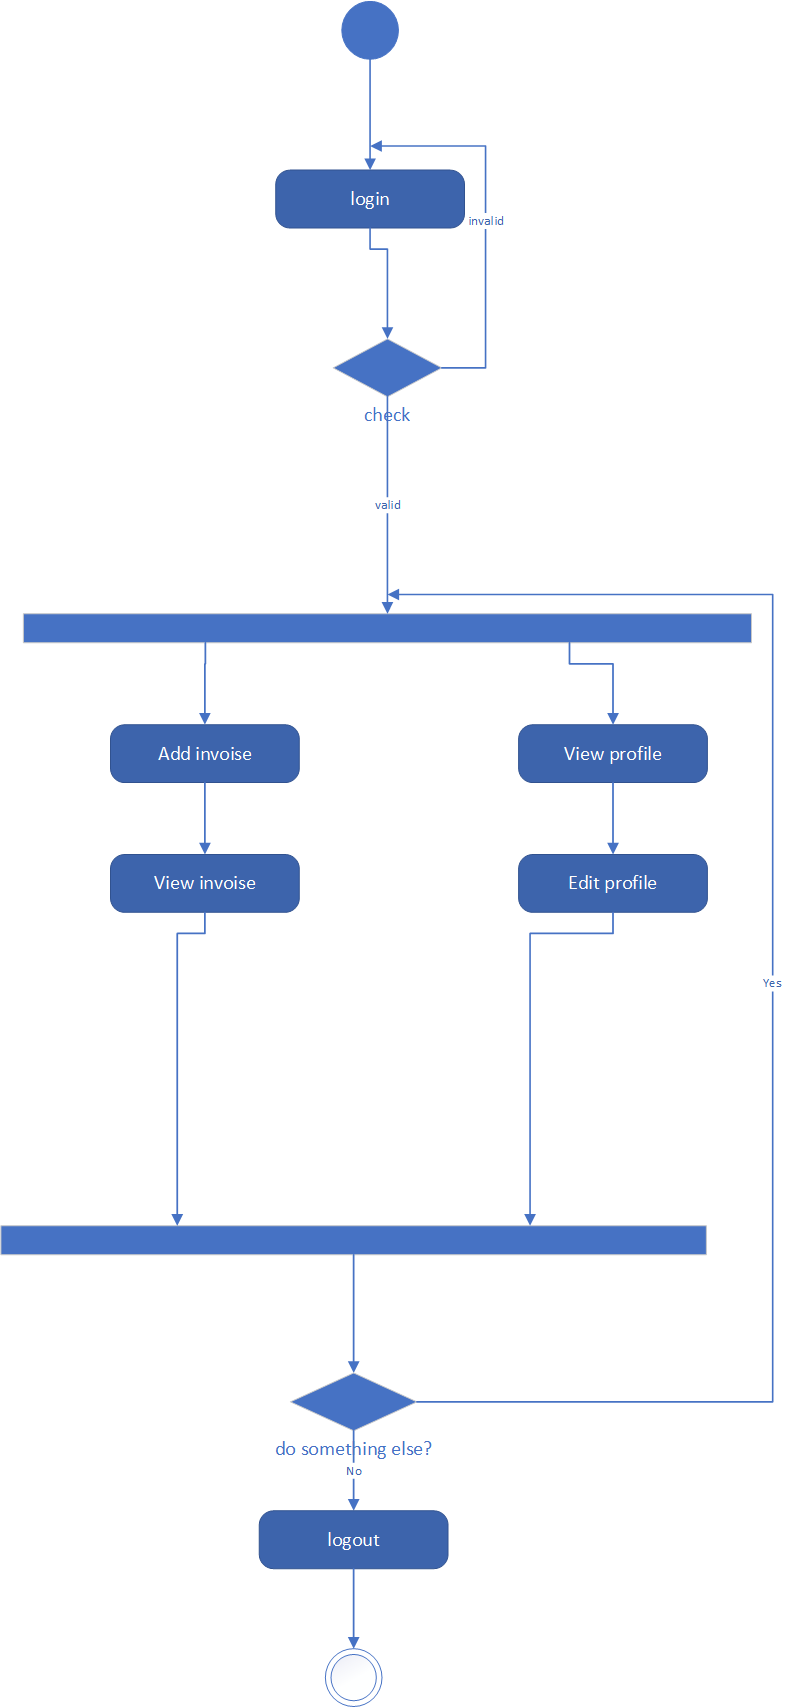 login
invalid
check
valid
Add invoise
View profile
View invoise
Edit profile
Yes
do something else?
No
logout